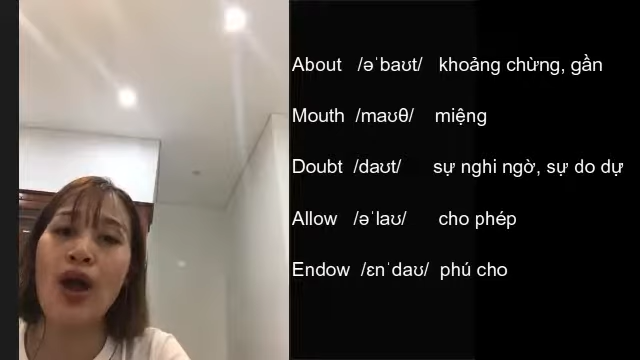 About /əˈbaʊt/ khoảng chừng, gần
Mouth /maʊθ/ miệng
Doubt /daʊt/ sự nghi ngờ, sự do dự
Allow /əˈlaʊ/ cho phép
Endow /ɛnˈdaʊ/ phú cho